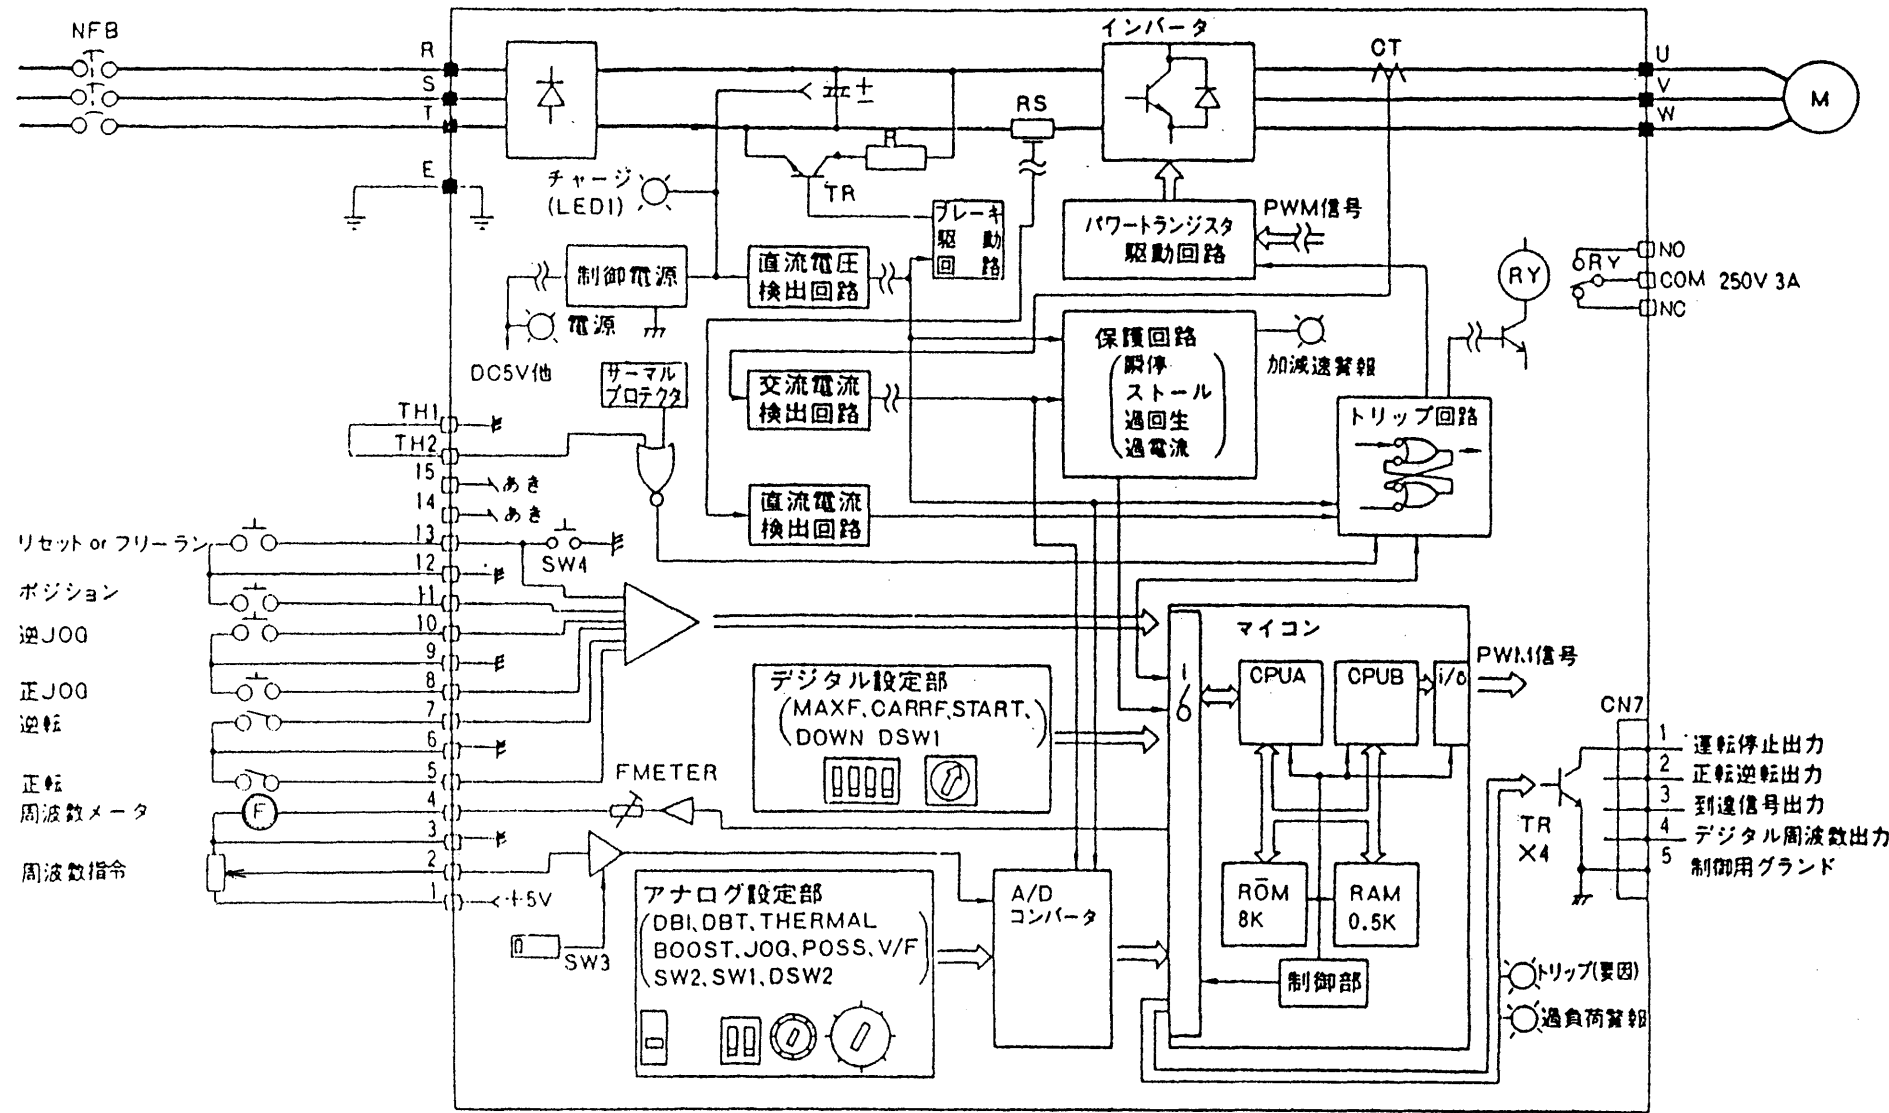 NFB
R
S
T
E
インバータ
CT
U
V
W
M
RS
R
TR
チャージ
(LED1)
ブレーキ
駆動
回路
パワートランジスタ
駆動回路
PWM信号
制御電源
直流電圧
検出回路
電源
DC5V他
RY
RY
NO
COM 250V 3A
NC
サーマル
プロテクタ
交流電流
検出回路
保護回路
瞬停
ストール
過回生
過電流
加減速警報
トリップ回路
直流電流
検出回路
TH1
TH2
15 あき
14 あき
リセット or フリーラン
13
SW4
12
ポジション
11
逆JOG
10
9
正JOG
8
逆転
7
6
正転
5
周波数メータ
F
4
FMETER
3
周波数指令
2
1
+5V
SW3
デジタル設定部
(MAXF、CARRF、START、
DOWN DSW1)
アナログ設定部
(DBI、DBT、THERMAL
BOOST、JOG、POSS、V/F
SW2、SW1、DSW2)
A/D
コンバータ
マイコン
CPUA
CPUB
i/o
PWM信号
ROM
8K
RAM
0.5K
制御部
CN7
1 運転停止出力
2 正転逆転出力
3 到達信号出力
4 デジタル周波数出力
5 制御用グランド
TR
×4
トリップ(要因)
過負荷警報